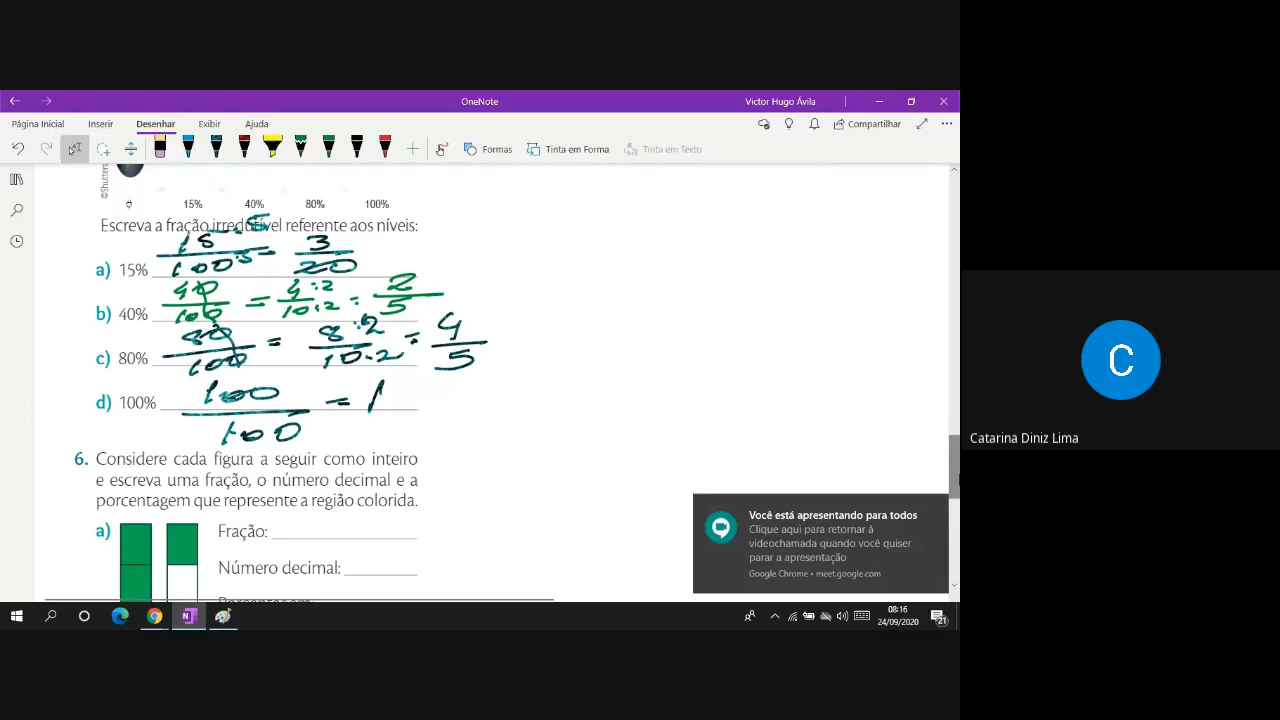 OneNote
Victor Hugo Ávila
Página Inicial Inserir Desenhar Exibir Ajuda
Compartilhar
Formas Tinta em Forma Tinta em Texto
©Shutters
15% 40% 80% 100%
Escreva a fração irredutível referente aos níveis:
a) 15% 15/100 :5 :5 = 3/20
b) 40% 40/100 = 4/10 :2 :2 = 2/5
c) 80% 80/100 = 8/10 :2 :2 = 4/5
d) 100% 100/100 = 1
6. Considere cada figura a seguir como inteiro
e escreva uma fração, o número decimal e a
porcentagem que represente a região colorida.
a) Fração:
Número decimal:
Você está apresentando para todos
Clique aqui para retornar à
videochamada quando você quiser
parar a apresentação
Google Chrome • meet.google.com
08:16
24/09/2020
21
C
Catarina Diniz Lima